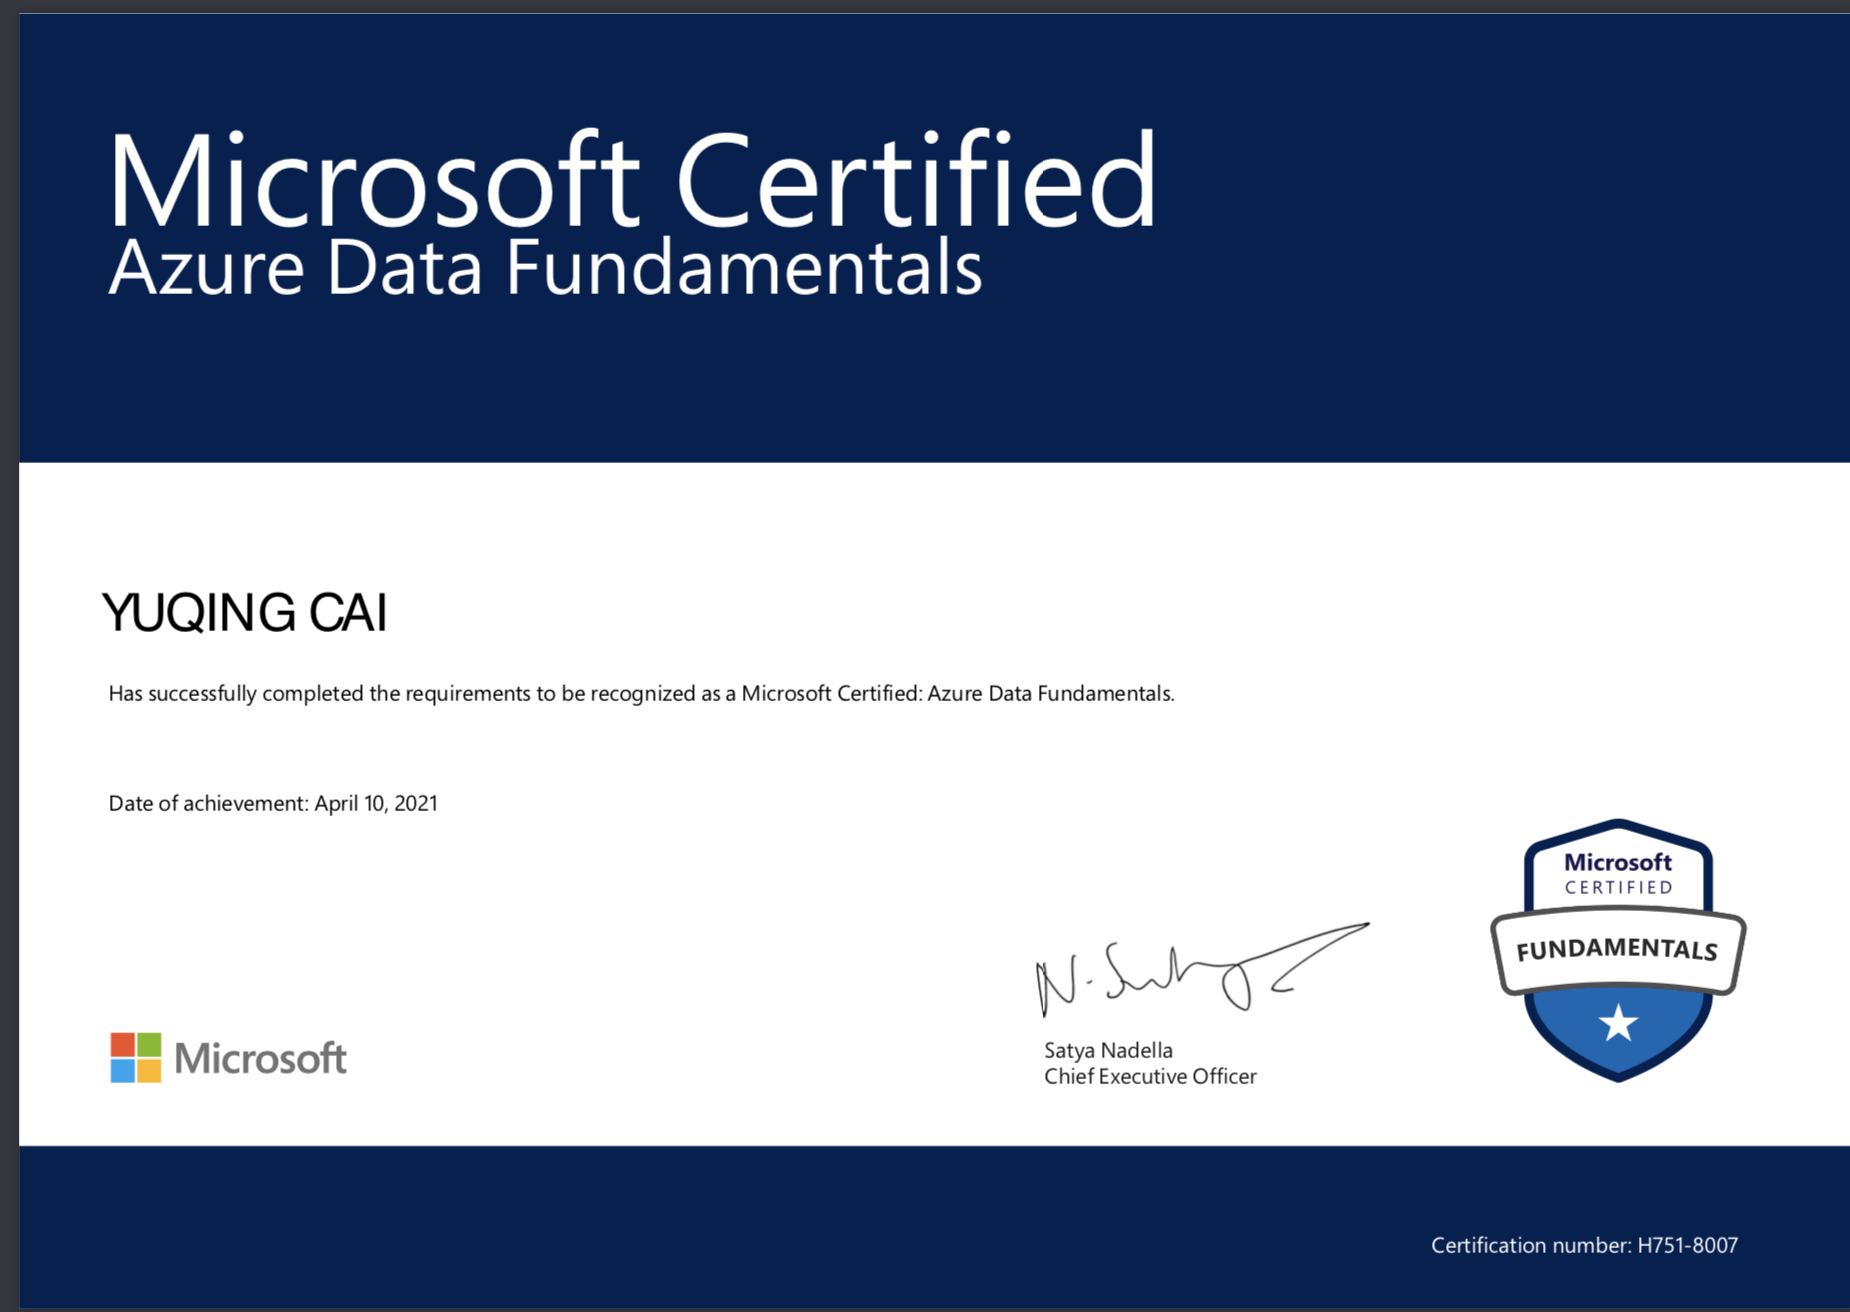 Microsoft Certified
Azure Data Fundamentals
YUQING CAI
Has successfully completed the requirements to be recognized as a Microsoft Certified: Azure Data Fundamentals.
Date of achievement: April 10, 2021
Microsoft
CERTIFIED
FUNDAMENTALS
N. Satya
Satya Nadella
Chief Executive Officer
Microsoft
Certification number: H751-8007